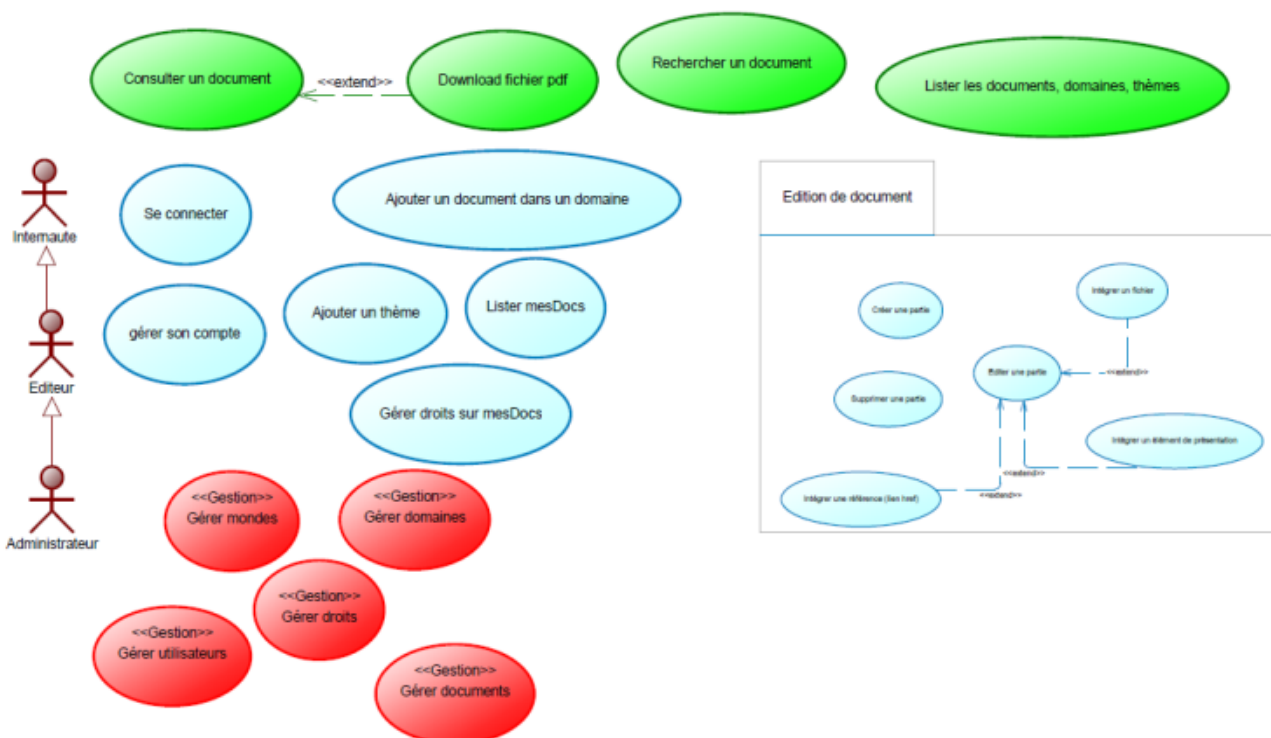 Consulter un document
<<extend>>
Download fichier pdf
Rechercher un document
Lister les documents, domaines, thèmes
Internaute
Se connecter
Ajouter un document dans un domaine
Edition de document
gérer son compte
Ajouter un thème
Lister mesDocs
Editeur
Gérer droits sur mesDocs
Créer une partie
Intégrer un fichier
Editer une partie
<<extend>>
Supprimer une partie
Intégrer un élément de présentation
<<extend>>
Intégrer une référence (lien href)
<<extend>>
Administrateur
<<Gestion>>
Gérer mondes
<<Gestion>>
Gérer domaines
<<Gestion>>
Gérer droits
<<Gestion>>
Gérer utilisateurs
<<Gestion>>
Gérer documents